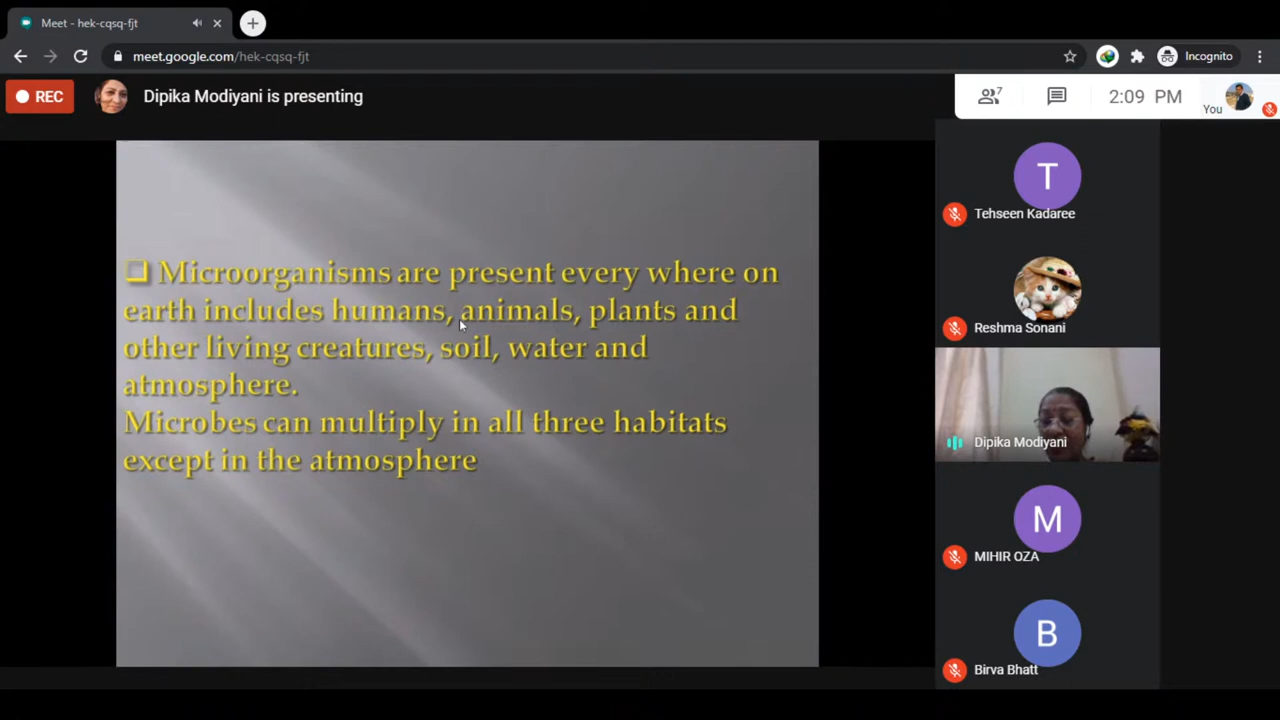 Meet - hek-cqsq-fjt
meet.google.com/hek-cqsq-fjt
Incognito
REC
Dipika Modiyani is presenting
7
2:09 PM
You
❑ Microorganisms are present every where on
earth includes humans, animals, plants and
other living creatures, soil, water and
atmosphere.
Microbes can multiply in all three habitats
except in the atmosphere
T
Tehseen Kadaree
Reshma Sonani
Dipika Modiyani
M
MIHIR OZA
B
Birva Bhatt